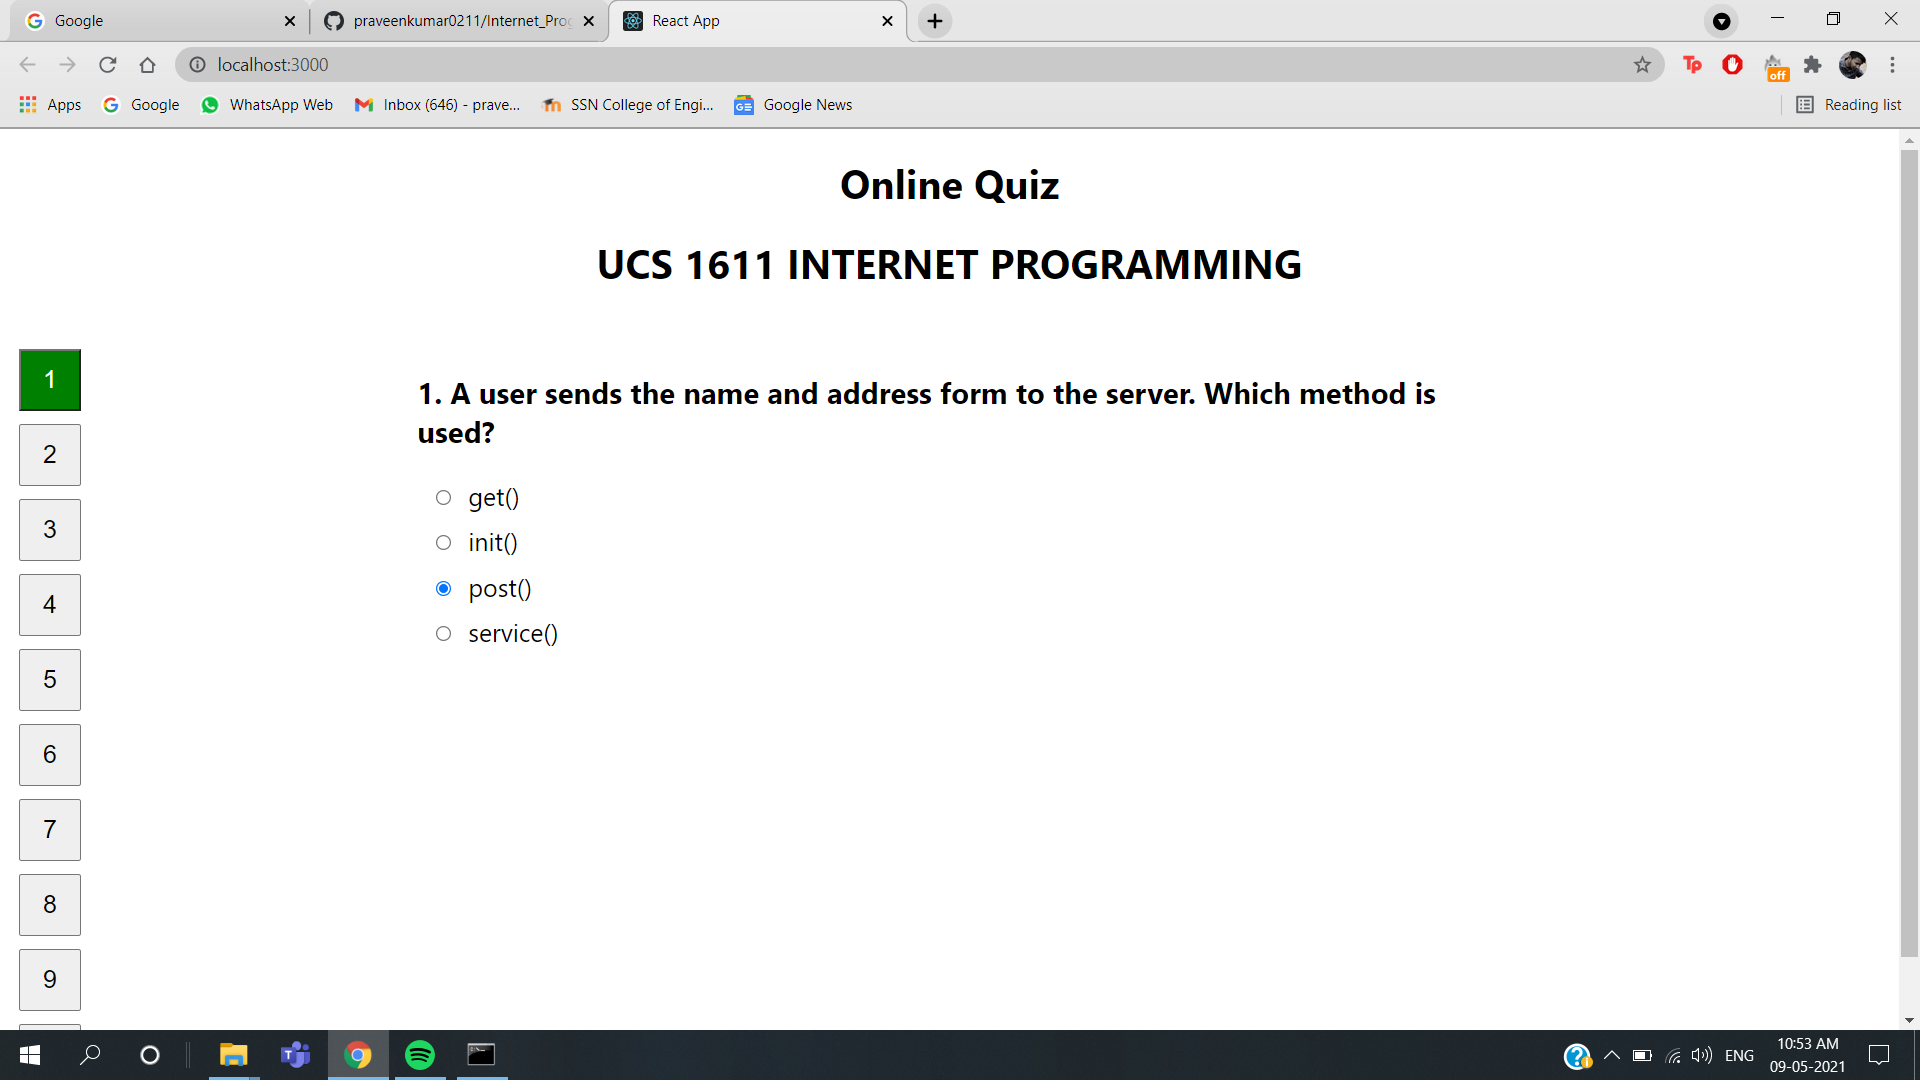 Google
praveenkumar0211/Internet_Prog
React App
localhost:3000
Tp
off
Apps
Google
WhatsApp Web
Inbox (646) - prave...
SSN College of Engi...
Google News
Reading list
Online Quiz
UCS 1611 INTERNET PROGRAMMING
1
2
3
4
5
6
7
8
9
1. A user sends the name and address form to the server. Which method is
used?
get()
init()
post()
service()
ENG
10:53 AM
09-05-2021